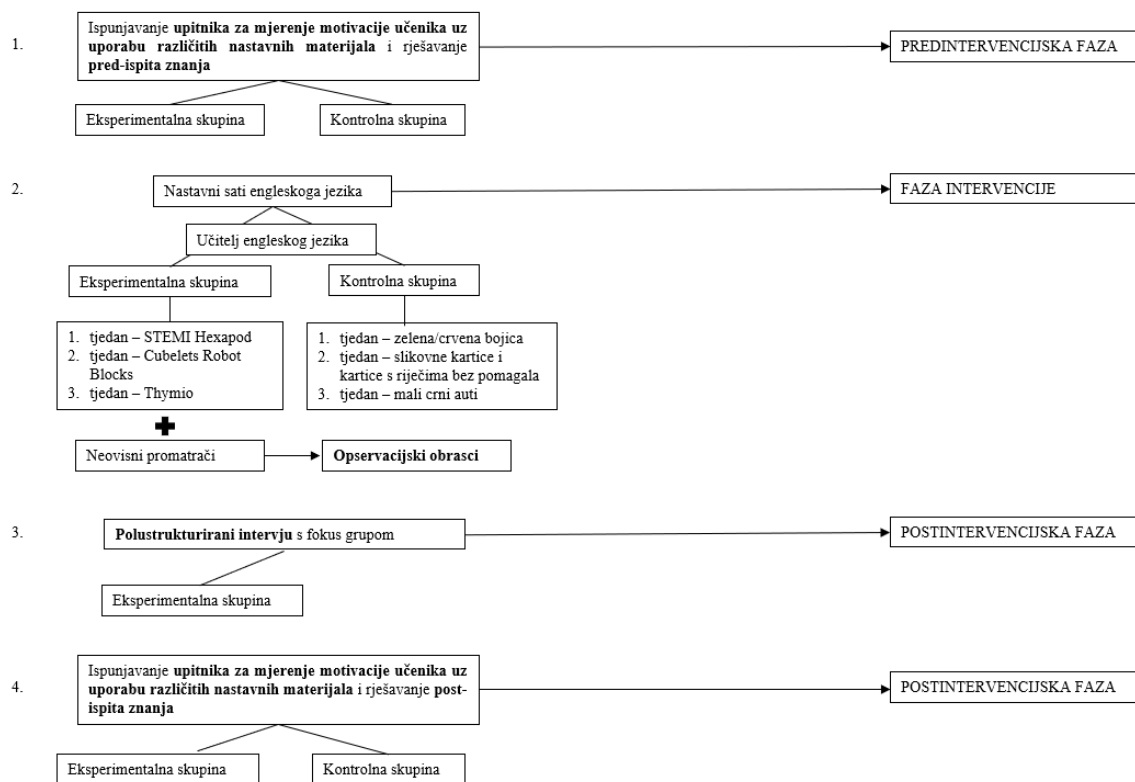 1.
Ispunjavanje upitnika za mjerenje motivacije učenika uz
uporabu različitih nastavnih materijala i rješavanje
pred-ispita znanja
PREDINTERVENCIJSKA FAZA
Eksperimentalna skupina
Kontrolna skupina
2.
Nastavni sati engleskoga jezika
FAZA INTERVENCIJE
Učitelj engleskog jezika
Eksperimentalna skupina
Kontrolna skupina
1. tjedan – STEMI Hexapod
2. tjedan – Cubelets Robot
Blocks
3. tjedan – Thymio
1. tjedan – zelena/crvena bojica
2. tjedan – slikovne kartice i
kartice s riječima bez pomagala
3. tjedan – mali crni auti
Neovisni promatrači
Opservacijski obrasci
3.
Polustrukturirani intervju s fokus grupom
POSTINTERVENCIJSKA FAZA
Eksperimentalna skupina
4.
Ispunjavanje upitnika za mjerenje motivacije učenika uz
uporabu različitih nastavnih materijala i rješavanje post-
ispita znanja
POSTINTERVENCIJSKA FAZA
Eksperimentalna skupina
Kontrolna skupina